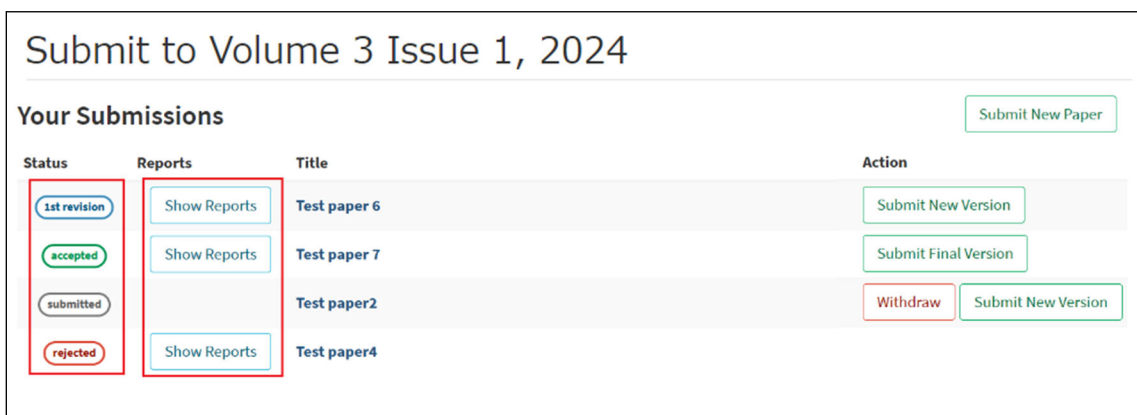 Submit to Volume 3 Issue 1, 2024
Your Submissions Submit New Paper
Status Reports Title Action
1st revision Show Reports Test paper 6 Submit New Version
accepted Show Reports Test paper 7 Submit Final Version
submitted Test paper2 Withdraw Submit New Version
rejected Show Reports Test paper4